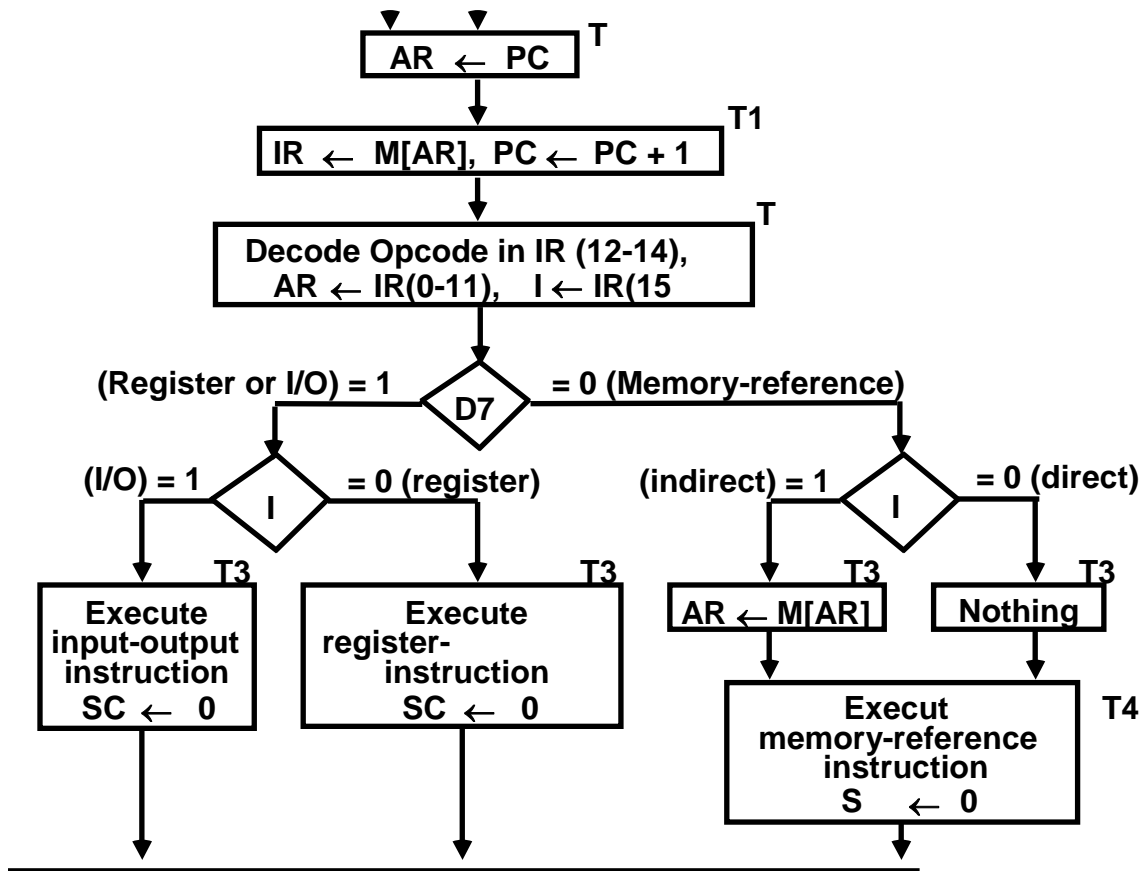 T
AR ← PC
T1
IR ← M[AR], PC ← PC + 1
T
Decode Opcode in IR (12-14),
AR ← IR(0-11), I ← IR(15
(Register or I/O) = 1
D7
= 0 (Memory-reference)
(I/O) = 1
I
= 0 (register)
(indirect) = 1
I
= 0 (direct)
T3
Execute
input-output
instruction
SC ← 0
T3
Execute
register-
instruction
SC ← 0
T3
AR ← M[AR]
T3
Nothing
Execut
memory-reference
instruction
S ← 0
T4